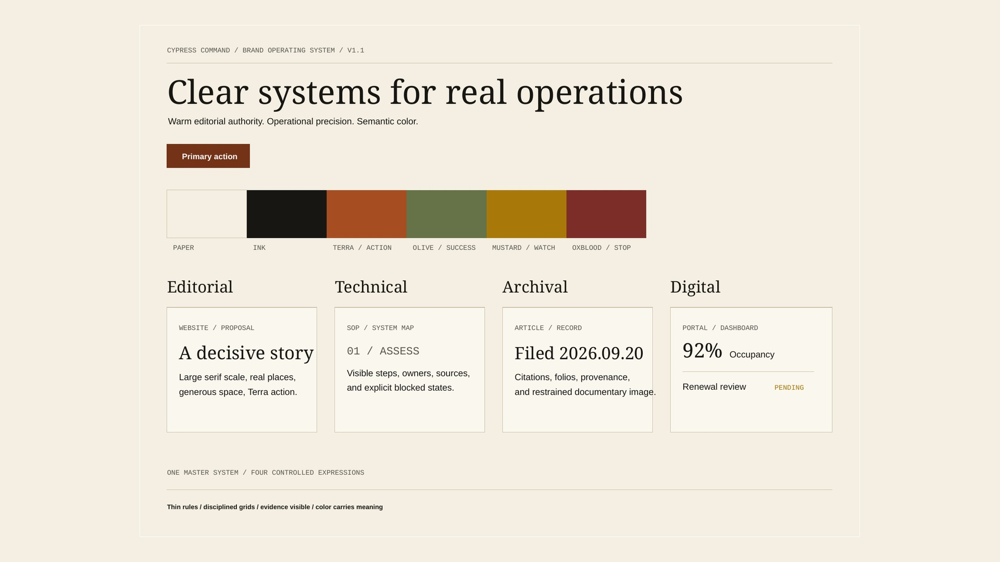 CYPRESS COMMAND / BRAND OPERATING SYSTEM / V1.1
Clear systems for real operations
Warm editorial authority. Operational precision. Semantic color.
Primary action
PAPER
INK
TERRA / ACTION
OLIVE / SUCCESS
MUSTARD / WATCH
OXBLOOD / STOP
Editorial
WEBSITE / PROPOSAL
A decisive story
Large serif scale, real places,
generous space, Terra action.
Technical
SOP / SYSTEM MAP
01 / ASSESS
Visible steps, owners, sources,
and explicit blocked states.
Archival
ARTICLE / RECORD
Filed 2026.09.20
Citations, folios, provenance,
and restrained documentary image.
Digital
PORTAL / DASHBOARD
92% Occupancy
Renewal review PENDING
ONE MASTER SYSTEM / FOUR CONTROLLED EXPRESSIONS
Thin rules / disciplined grids / evidence visible / color carries meaning